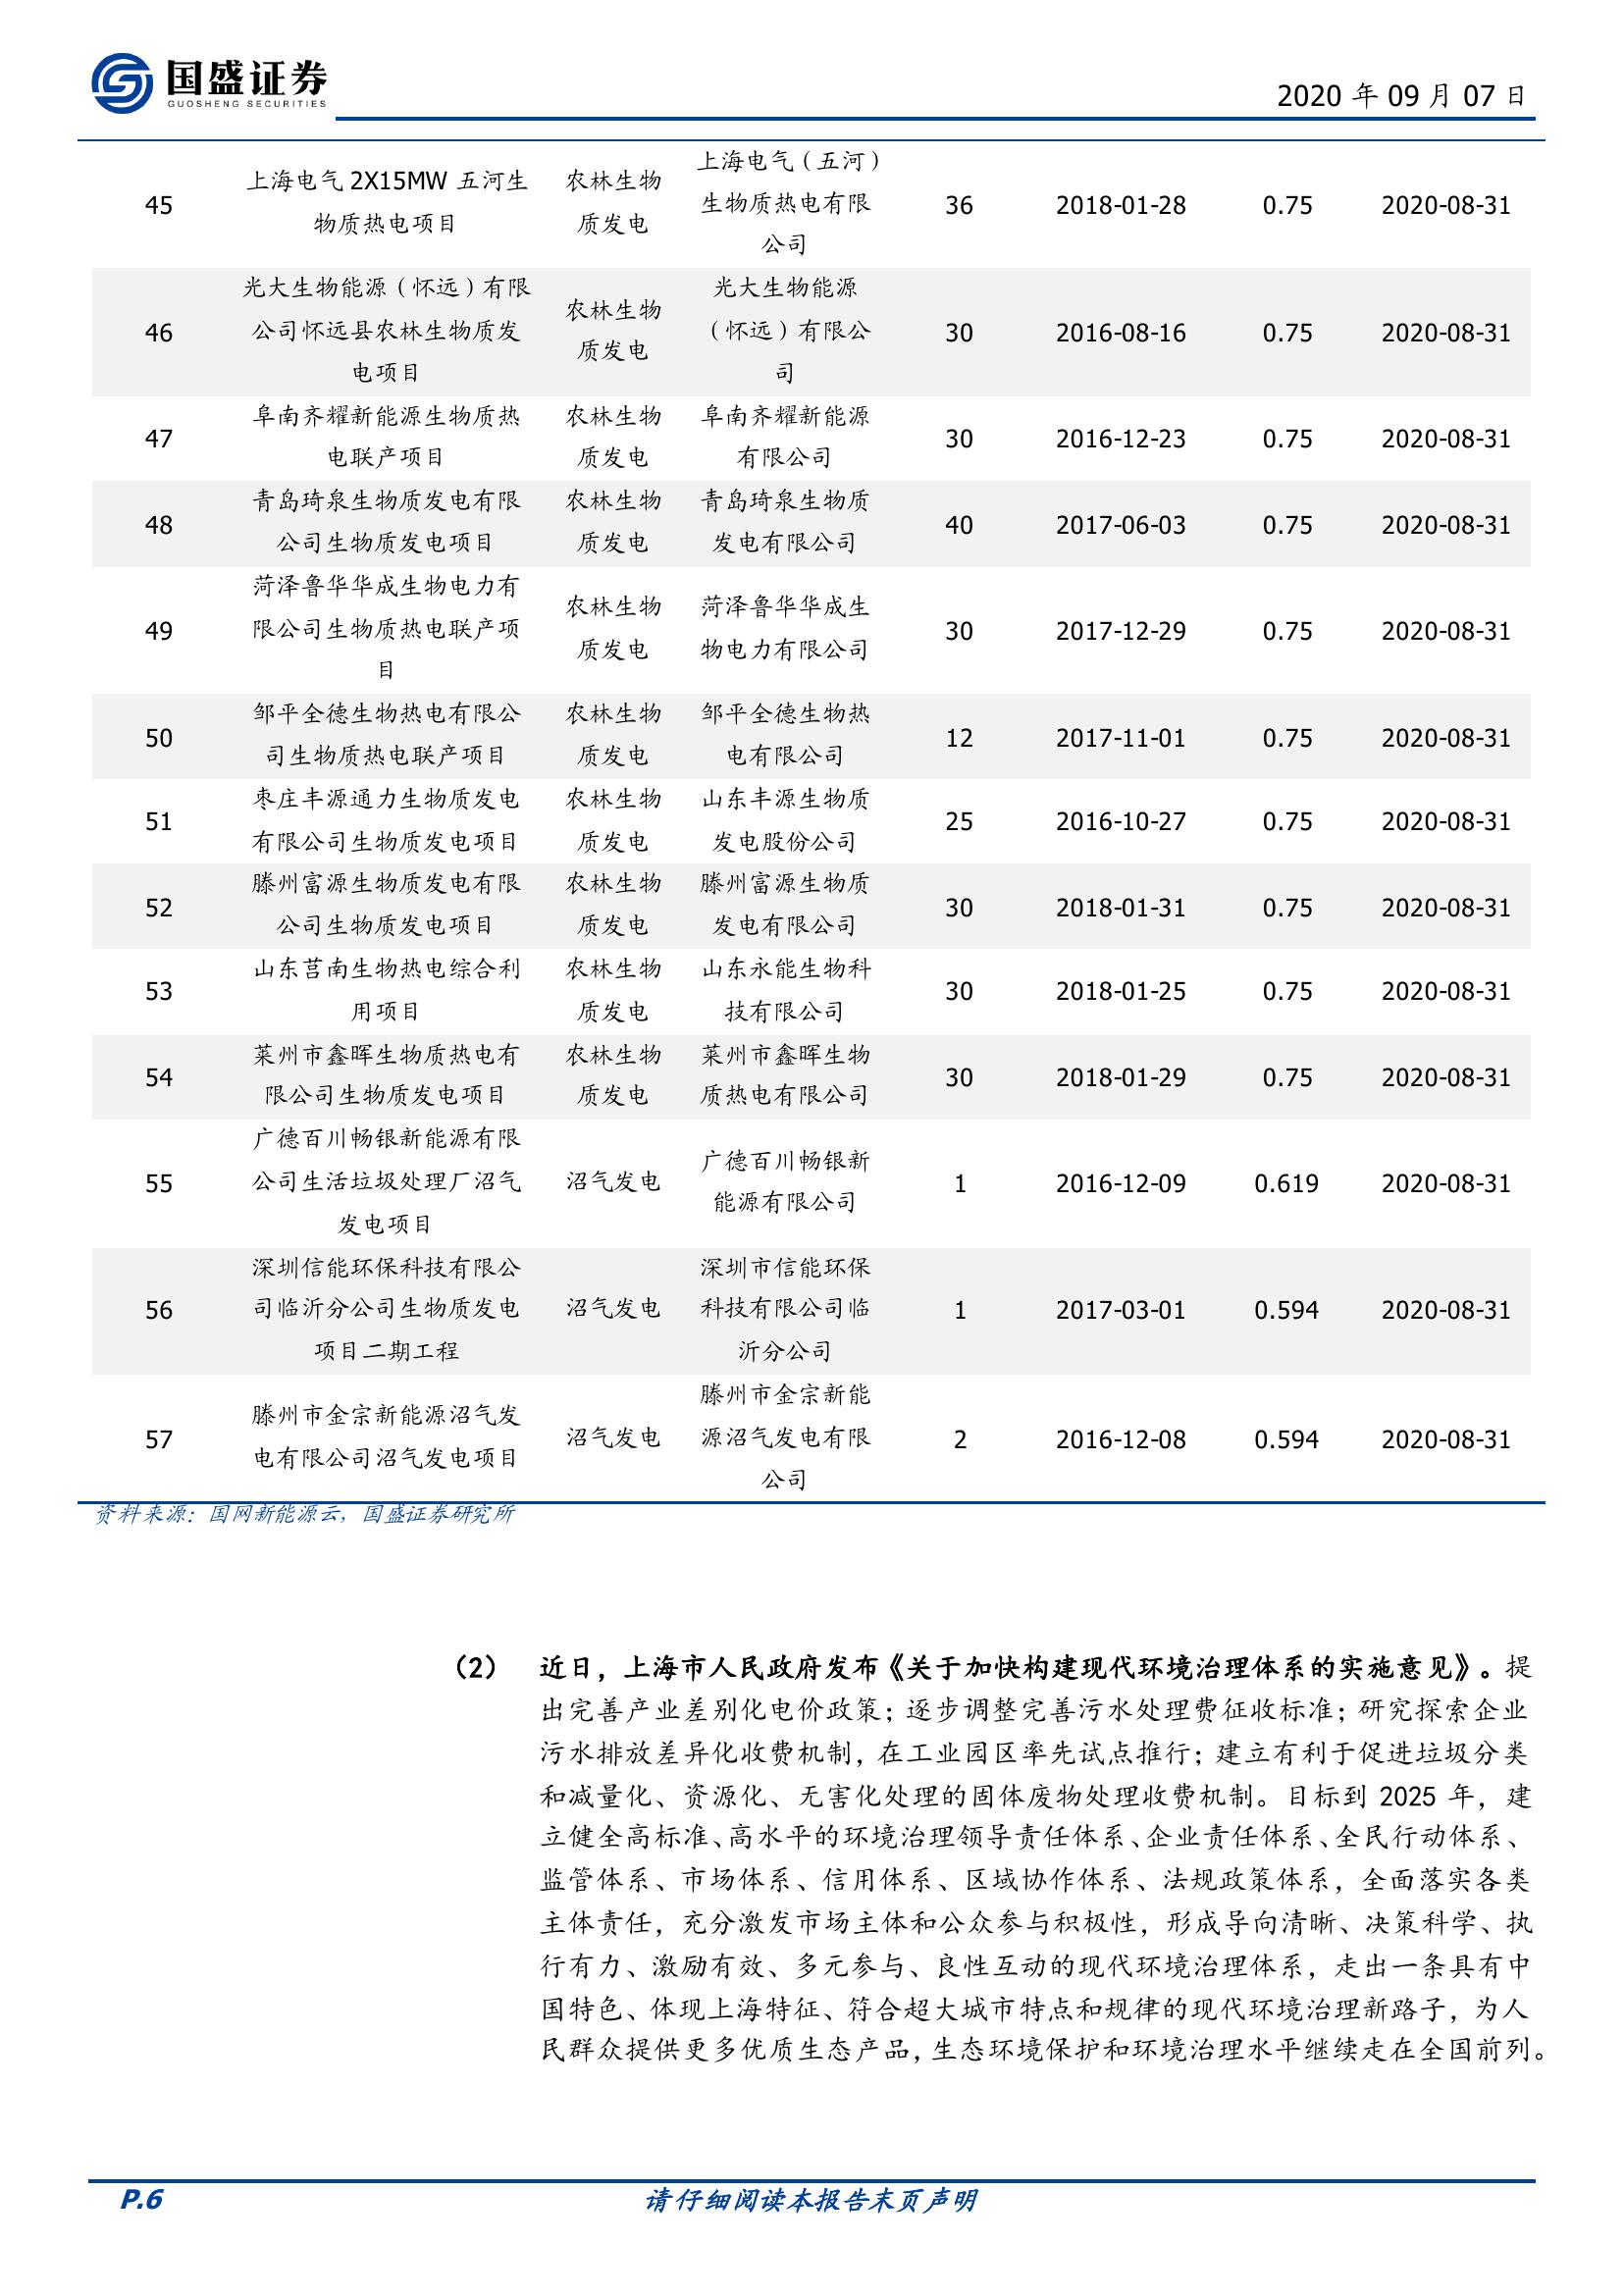 国盛证券
GUOSHENG SECURITIES
2020 年 09 月 07 日
45 上海电气 2X15MW 五河生物质热电项目 农林生物质发电 上海电气（五河）生物质热电有限公司 36 2018-01-28 0.75 2020-08-31
46 光大生物能源（怀远）有限公司怀远县农林生物质发电项目 农林生物质发电 光大生物能源（怀远）有限公司 30 2016-08-16 0.75 2020-08-31
47 阜南齐耀新能源生物质热电联产项目 农林生物质发电 阜南齐耀新能源有限公司 30 2016-12-23 0.75 2020-08-31
48 青岛琦泉生物质发电有限公司生物质发电项目 农林生物质发电 青岛琦泉生物质发电有限公司 40 2017-06-03 0.75 2020-08-31
49 菏泽鲁华华成生物电力有限公司生物质热电联产项目 农林生物质发电 菏泽鲁华华成生物电力有限公司 30 2017-12-29 0.75 2020-08-31
50 邹平全德生物热电有限公司生物质热电联产项目 农林生物质发电 邹平全德生物热电有限公司 12 2017-11-01 0.75 2020-08-31
51 枣庄丰源通力生物质发电有限公司生物质发电项目 农林生物质发电 山东丰源生物质发电股份公司 25 2016-10-27 0.75 2020-08-31
52 滕州富源生物质发电有限公司生物质发电项目 农林生物质发电 滕州富源生物质发电有限公司 30 2018-01-31 0.75 2020-08-31
53 山东莒南生物热电综合利用项目 农林生物质发电 山东永能生物科技有限公司 30 2018-01-25 0.75 2020-08-31
54 莱州市鑫晖生物质热电有限公司生物质发电项目 农林生物质发电 莱州市鑫晖生物质热电有限公司 30 2018-01-29 0.75 2020-08-31
55 广德百川畅银新能源有限公司生活垃圾处理厂沼气发电项目 沼气发电 广德百川畅银新能源有限公司 1 2016-12-09 0.619 2020-08-31
56 深圳信能环保科技有限公司临沂分公司生物质发电项目二期工程 沼气发电 深圳市信能环保科技有限公司临沂分公司 1 2017-03-01 0.594 2020-08-31
57 滕州市金宗新能源沼气发电有限公司沼气发电项目 沼气发电 滕州市金宗新能源沼气发电有限公司 2 2016-12-08 0.594 2020-08-31
资料来源：国网新能源云，国盛证券研究所
（2） 近日，上海市人民政府发布《关于加快构建现代环境治理体系的实施意见》。提
出完善产业差别化电价政策；逐步调整完善污水处理费征收标准；研究探索企业
污水排放差异化收费机制，在工业园区率先试点推行；建立有利于促进垃圾分类
和减量化、资源化、无害化处理的固体废物处理收费机制。目标到 2025 年，建
立健全高标准、高水平的环境治理领导责任体系、企业责任体系、全民行动体系、
监管体系、市场体系、信用体系、区域协作体系、法规政策体系，全面落实各类
主体责任，充分激发市场主体和公众参与积极性，形成导向清晰、决策科学、执
行有力、激励有效、多元参与、良性互动的现代环境治理体系，走出一条具有中
国特色、体现上海特征、符合超大城市特点和规律的现代环境治理新路子，为人
民群众提供更多优质生态产品，生态环境保护和环境治理水平继续走在全国前列。
P.6
请仔细阅读本报告末页声明